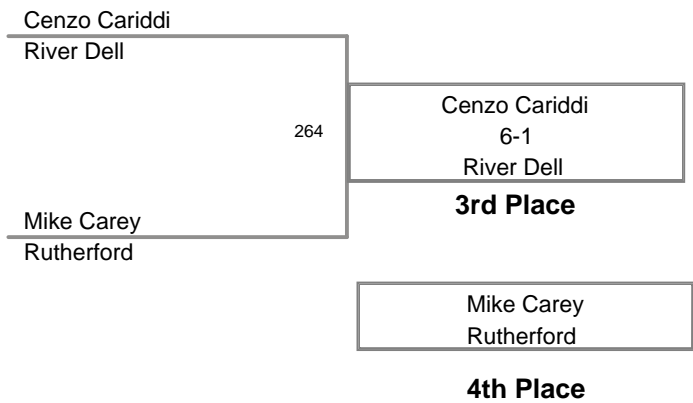 Cenzo Cariddi
River Dell
264
Cenzo Cariddi
6-1
River Dell
3rd Place
Mike Carey
Rutherford
Mike Carey
Rutherford
4th Place